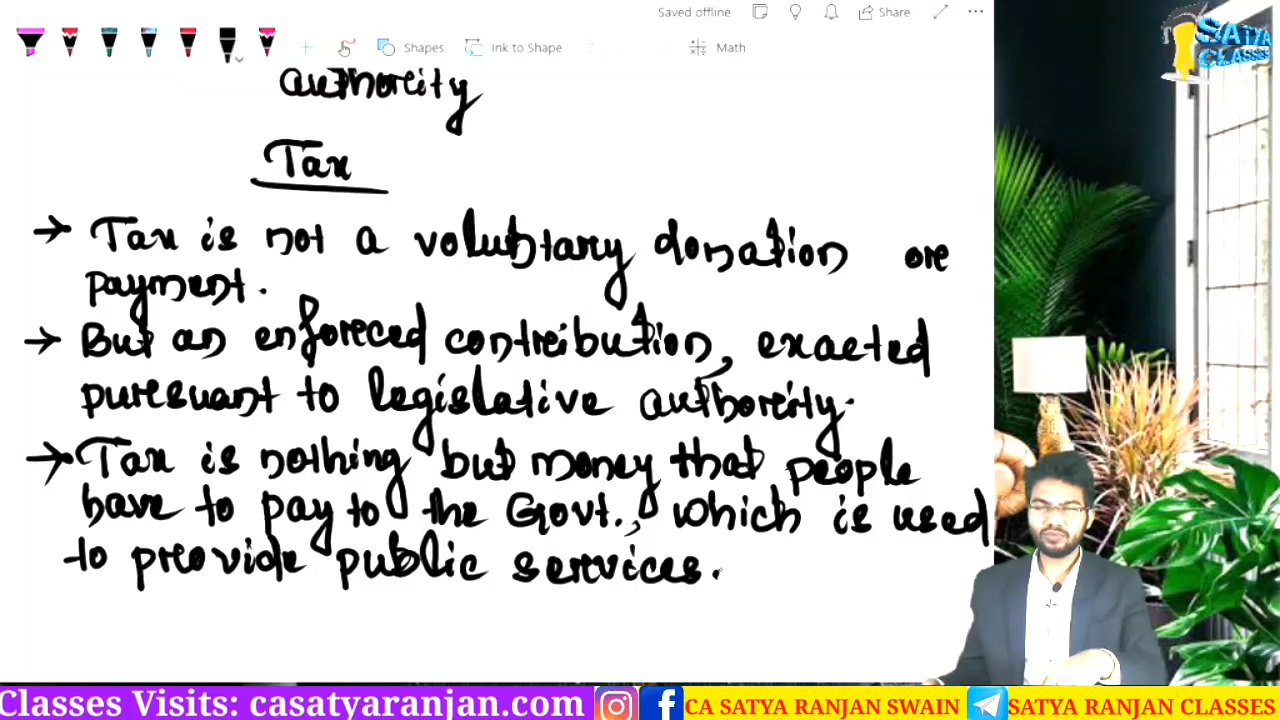 Saved offline
Share
Shapes
Ink to Shape
Math
SATYA
CLASSES
authority
Tax
→ Tax is not a voluntary donation or
payment.
→ But an enforced contribution, exacted
pursuant to legislative authority.
→ Tax is nothing but money that people
have to pay to the Govt., which is used
to provide public services.
Classes Visits: casatyaranjan.com
CA SATYA RANJAN SWAIN
SATYA RANJAN CLASSES